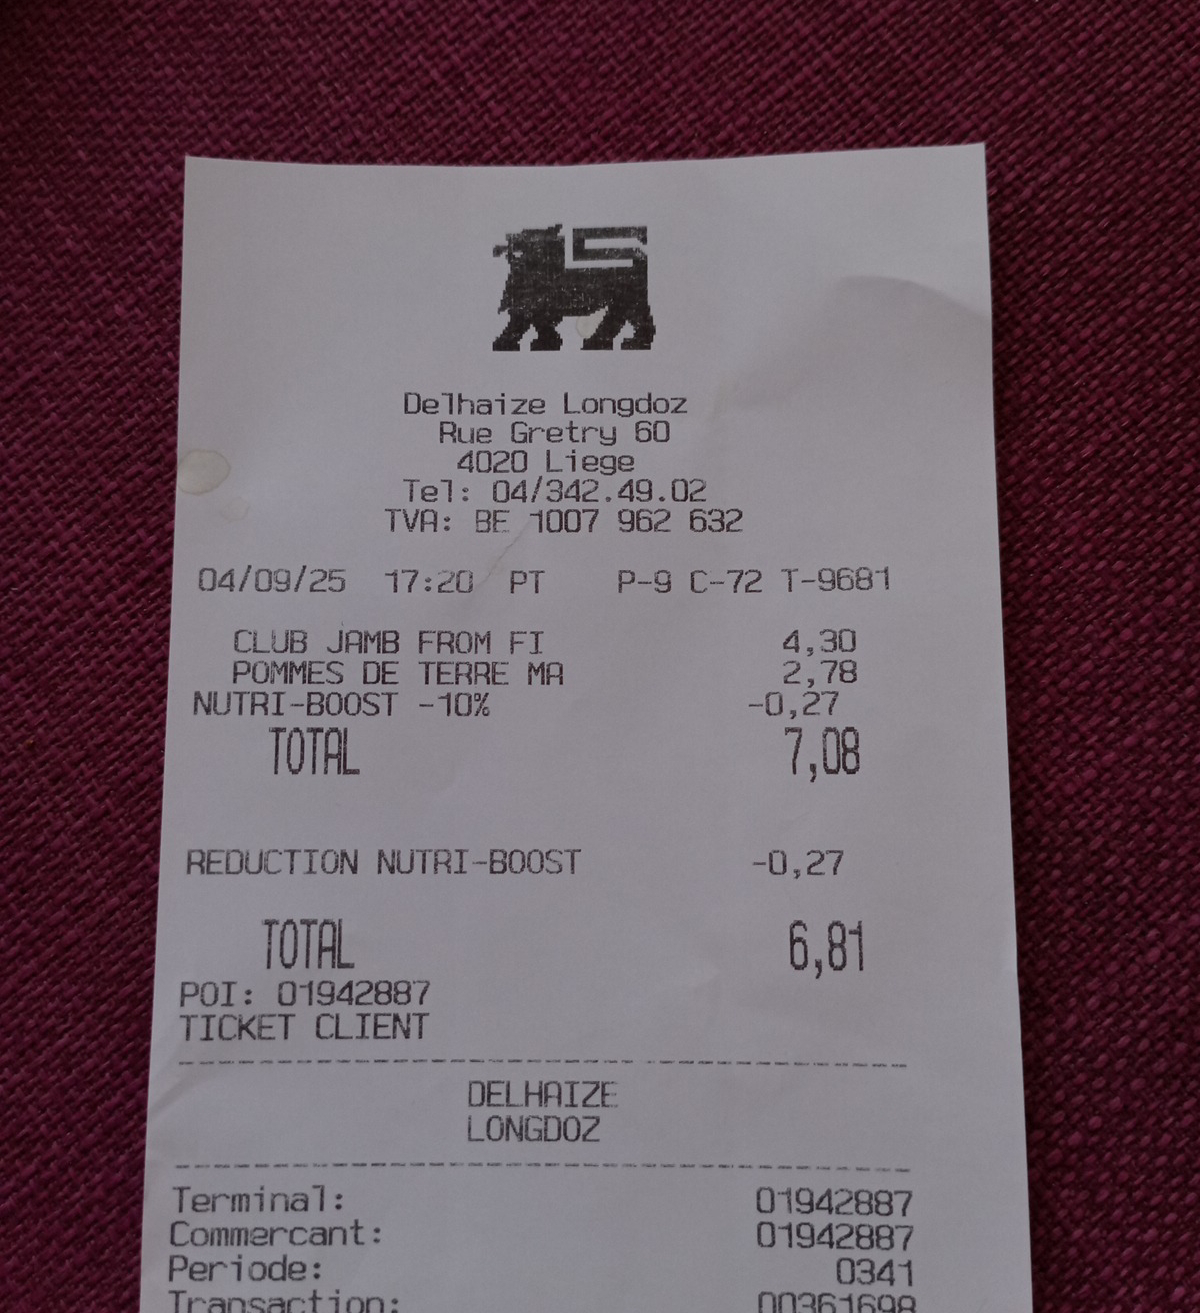 Delhaize Longdoz
Rue Gretry 60
4020 Liege
Tel: 04/342.49.02
TVA: BE 1007 962 632
04/09/25 17:20 PT P-9 C-72 T-9681
CLUB JAMB FROM FI 4,30
POMMES DE TERRE MA 2,78
NUTRI-BOOST -10% -0,27
TOTAL 7,08
REDUCTION NUTRI-BOOST -0,27
TOTAL 6,81
POI: 01942887
TICKET CLIENT
DELHAIZE
LONGDOZ
Terminal: 01942887
Commercant: 01942887
Periode: 0341
Transaction: 00361698